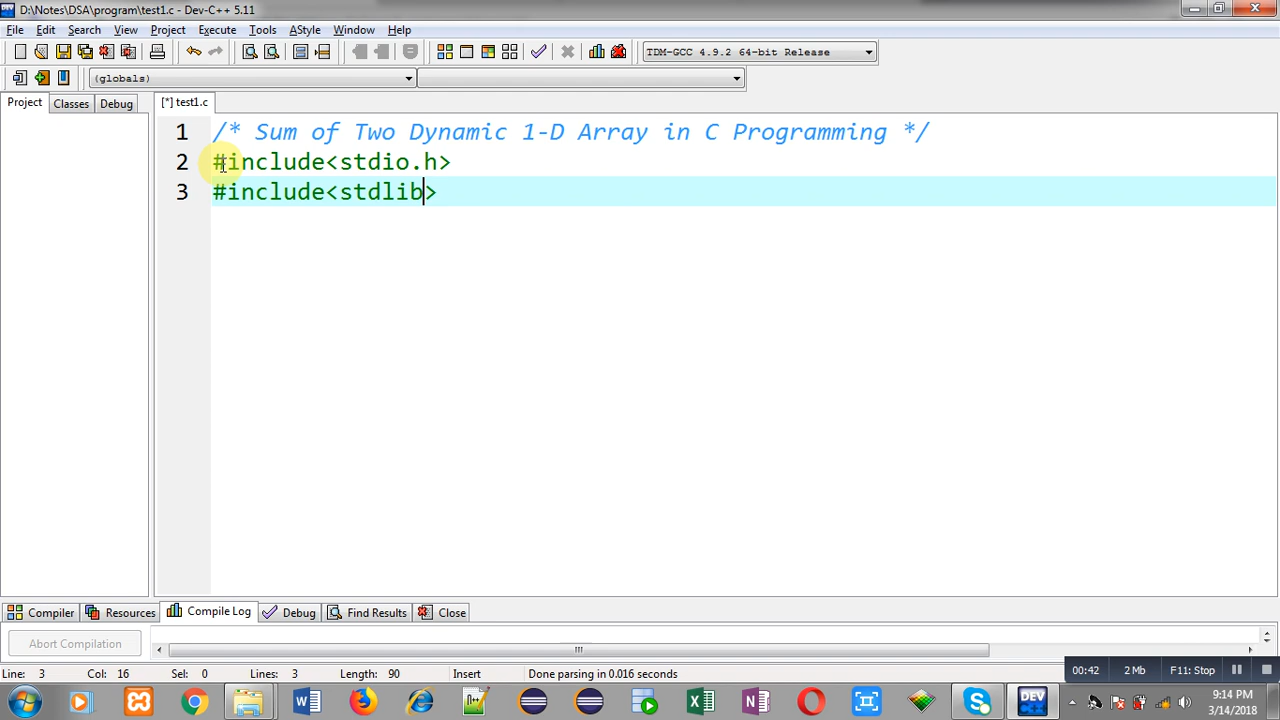 D:\Notes\DSA\program\test1.c - Dev-C++ 5.11
File Edit Search View Project Execute Tools AStyle Window Help
TDM-GCC 4.9.2 64-bit Release
(globals)
Project Classes Debug
[*] test1.c
1 /* Sum of Two Dynamic 1-D Array in C Programming */
2 #include<stdio.h>
3 #include<stdlib>
Compiler Resources Compile Log Debug Find Results Close
Abort Compilation
Line: 3 Col: 16 Sel: 0 Lines: 3 Length: 90 Insert Done parsing in 0.016 seconds
00:42 2 Mb F11: Stop
DEV
9:14 PM
3/14/2018